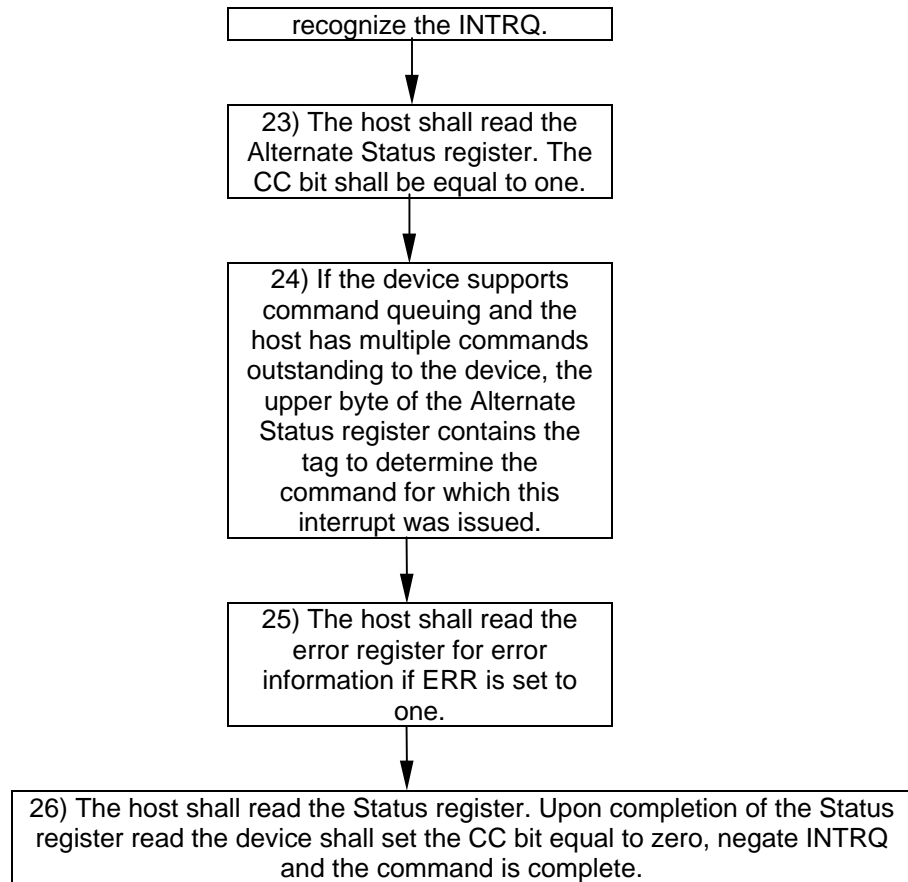 recognize the INTRQ.
23) The host shall read the
Alternate Status register. The
CC bit shall be equal to one.
24) If the device supports
command queuing and the
host has multiple commands
outstanding to the device, the
upper byte of the Alternate
Status register contains the
tag to determine the
command for which this
interrupt was issued.
25) The host shall read the
error register for error
information if ERR is set to
one.
26) The host shall read the Status register. Upon completion of the Status
register read the device shall set the CC bit equal to zero, negate INTRQ
and the command is complete.